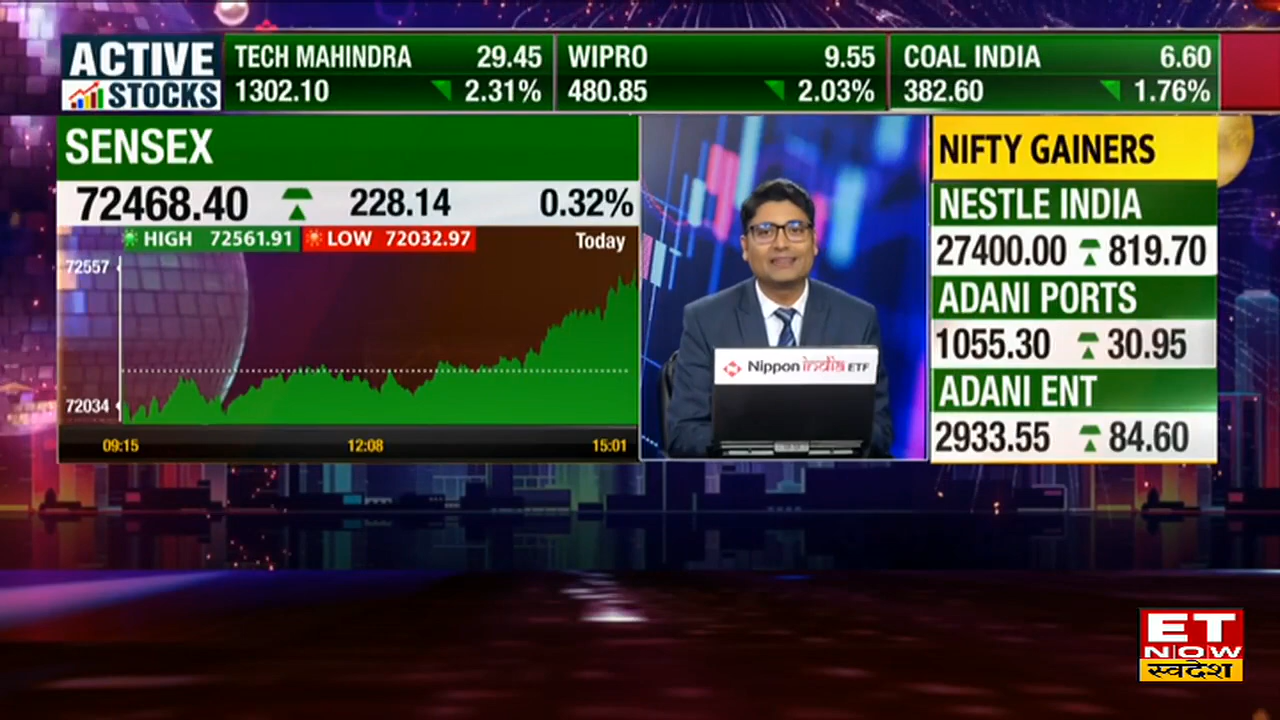 ACTIVE
STOCKS
TECH MAHINDRA 29.45
1302.10 2.31%
WIPRO 9.55
480.85 2.03%
COAL INDIA 6.60
382.60 1.76%
SENSEX
72468.40 228.14 0.32%
HIGH 72561.91 LOW 72032.97 Today
72557
72034
09:15 12:08 15:01
Nippon india ETF
NIFTY GAINERS
NESTLE INDIA
27400.00 819.70
ADANI PORTS
1055.30 30.95
ADANI ENT
2933.55 84.60
ET
NOW
स्वदेश